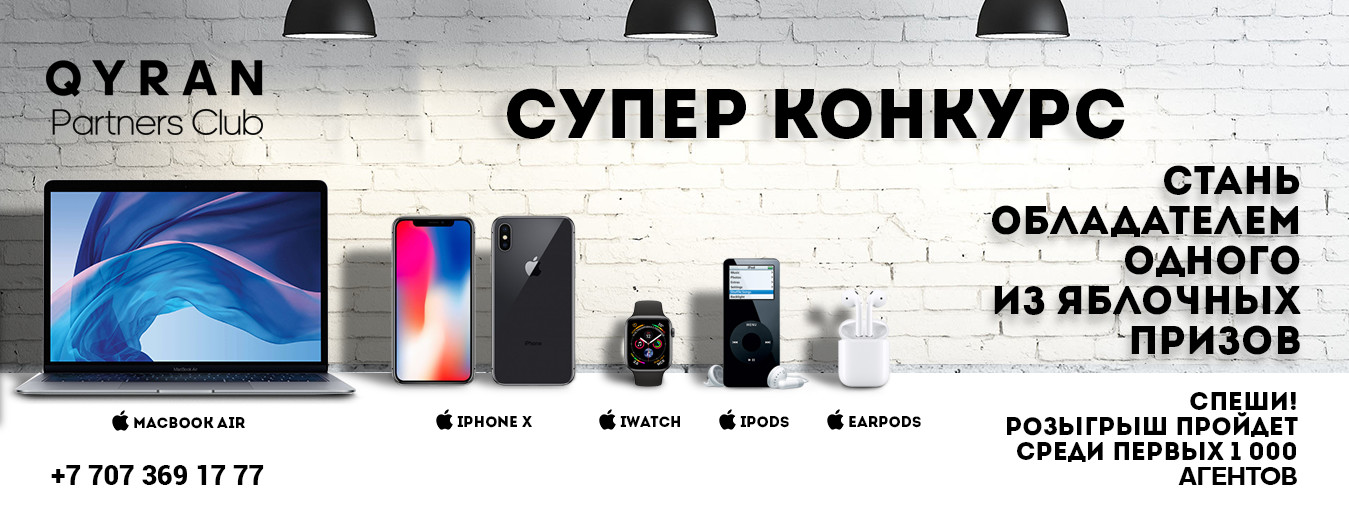 QYRAN
Partners Club
СУПЕР КОНКУРС
СТАНЬ
ОБЛАДАТЕЛЕМ
ОДНОГО
ИЗ ЯБЛОЧНЫХ
ПРИЗОВ
MACBOOK AIR
IPHONE X
IWATCH
IPODS
EARPODS
СПЕШИ!
РОЗЫГРЫШ ПРОЙДЕТ
СРЕДИ ПЕРВЫХ 1 000
АГЕНТОВ
+7 707 369 17 77